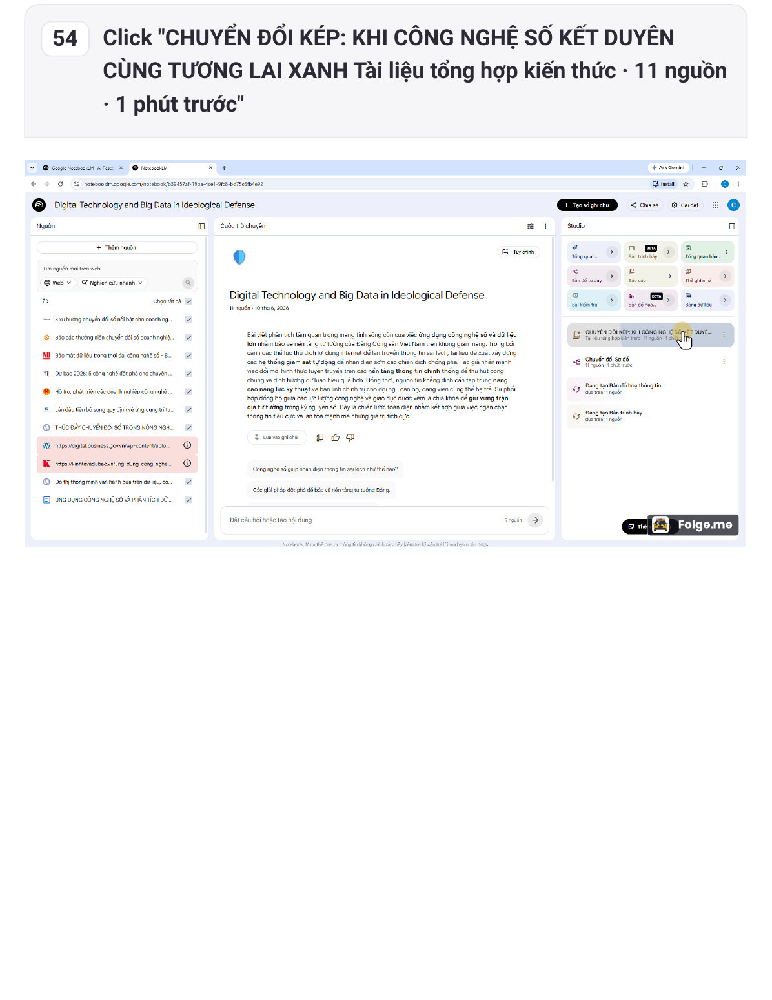 54
Click "CHUYỂN ĐỔI KÉP: KHI CÔNG NGHỆ SỐ KẾT DUYÊN
CÙNG TƯƠNG LAI XANH Tài liệu tổng hợp kiến thức · 11 nguồn
· 1 phút trước"
Google NotebookLM | AI Resea
NotebookLM
Ask Gemini
notebooklm.google.com/notebook/b39457af-19ba-4ce1-9fc8-bd75c6fb4e92
Install
C
Digital Technology and Big Data in Ideological Defense
Tạo sổ ghi chú
Chia sẻ
Cài đặt
C
Nguồn
Thêm nguồn
Tìm nguồn mới trên web
Web
Nghiên cứu nhanh
Chọn tất cả
3 xu hướng chuyển đổi số nổi bật cho doanh ng...
Báo cáo thường niên chuyển đổi số doanh nghiệ...
Bảo mật dữ liệu trong thời đại công nghệ số - B...
Dự báo 2026: 5 công nghệ đột phá cho chuyển ...
Hỗ trợ, phát triển các doanh nghiệp công nghệ ...
Lần đầu tiên bổ sung quy định về ứng dụng trí tu...
THÚC ĐẨY CHUYỂN ĐỔI SỐ TRONG NÔNG NGH...
https://digital.business.gov.vn/wp-content/uplo...
https://kinhtevadubao.vn/ung-dung-cong-nghe...
Đô thị thông minh vận hành dựa trên dữ liệu, cô...
ỨNG DỤNG CÔNG NGHỆ SỐ VÀ PHÂN TÍCH DỮ ...
Cuộc trò chuyện
Tuỳ chỉnh
Digital Technology and Big Data in Ideological Defense
11 nguồn · 10 thg 6, 2026
Bài viết phân tích tầm quan trọng mang tính sống còn của việc ứng dụng công nghệ số và dữ liệu
lớn nhằm bảo vệ nền tảng tư tưởng của Đảng Cộng sản Việt Nam trên không gian mạng. Trong bối
cảnh các thế lực thù địch lợi dụng internet để lan truyền thông tin sai lệch, tài liệu đề xuất xây dựng
các hệ thống giám sát tự động để nhận diện sớm các chiến dịch chống phá. Tác giả nhấn mạnh
việc đổi mới hình thức tuyên truyền trên các nền tảng thông tin chính thống để thu hút công
chúng và định hướng dư luận hiệu quả hơn. Đồng thời, nguồn tin khẳng định cần tập trung nâng
cao năng lực kỹ thuật và bản lĩnh chính trị cho đội ngũ cán bộ, đảng viên cùng thế hệ trẻ. Sự phối
hợp đồng bộ giữa các lực lượng công nghệ và giáo dục được xem là chìa khóa để giữ vững trận
địa tư tưởng trong kỷ nguyên số. Đây là chiến lược toàn diện nhằm kết hợp giữa việc ngăn chặn
thông tin tiêu cực và lan tỏa mạnh mẽ những giá trị tích cực.
Lưu vào ghi chú
Công nghệ số giúp nhận diện thông tin sai lệch như thế nào?
Các giải pháp đột phá để bảo vệ nền tảng tư tưởng Đảng.
Đặt câu hỏi hoặc tạo nội dung
9 nguồn
NotebookLM có thể đưa ra thông tin không chính xác; hãy kiểm tra kỹ câu trả lời mà bạn nhận được.
Studio
Tổng quan...
BETA
Bản trình bày
Tổng quan bằn...
Bản đồ tư duy
Báo cáo
Thẻ ghi nhớ
Bài kiểm tra
BETA
Bản đồ hoạ...
Bảng dữ liệu
CHUYỂN ĐỔI KÉP: KHI CÔNG NGHỆ SỐ KẾT DUYÊ...
Tài liệu tổng hợp kiến thức · 11 nguồn · 1 phút
Chuyển đổi Sơ đồ
11 nguồn · 1 phút trước
Đang tạo Bản đồ hoạ thông tin...
dựa trên 11 nguồn
Đang tạo Bản trình bày...
dựa trên 11 nguồn
Thê
Folge.me